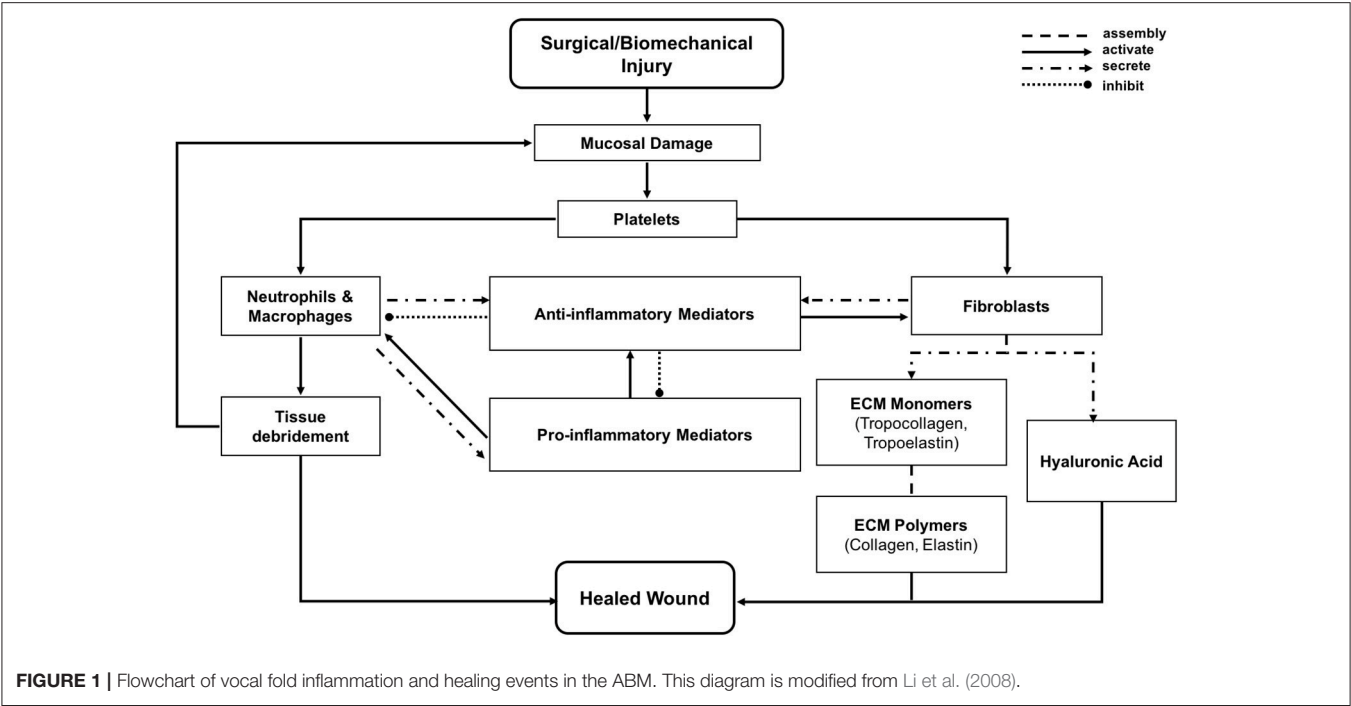 Surgical/Biomechanical
Injury
assembly
activate
secrete
inhibit
Mucosal Damage
Platelets
Neutrophils &
Macrophages
Anti-inflammatory Mediators
Fibroblasts
Tissue
debridement
Pro-inflammatory Mediators
ECM Monomers
(Tropocollagen,
Tropoelastin)
Hyaluronic Acid
ECM Polymers
(Collagen, Elastin)
Healed Wound
FIGURE 1 | Flowchart of vocal fold inflammation and healing events in the ABM. This diagram is modified from Li et al. (2008).